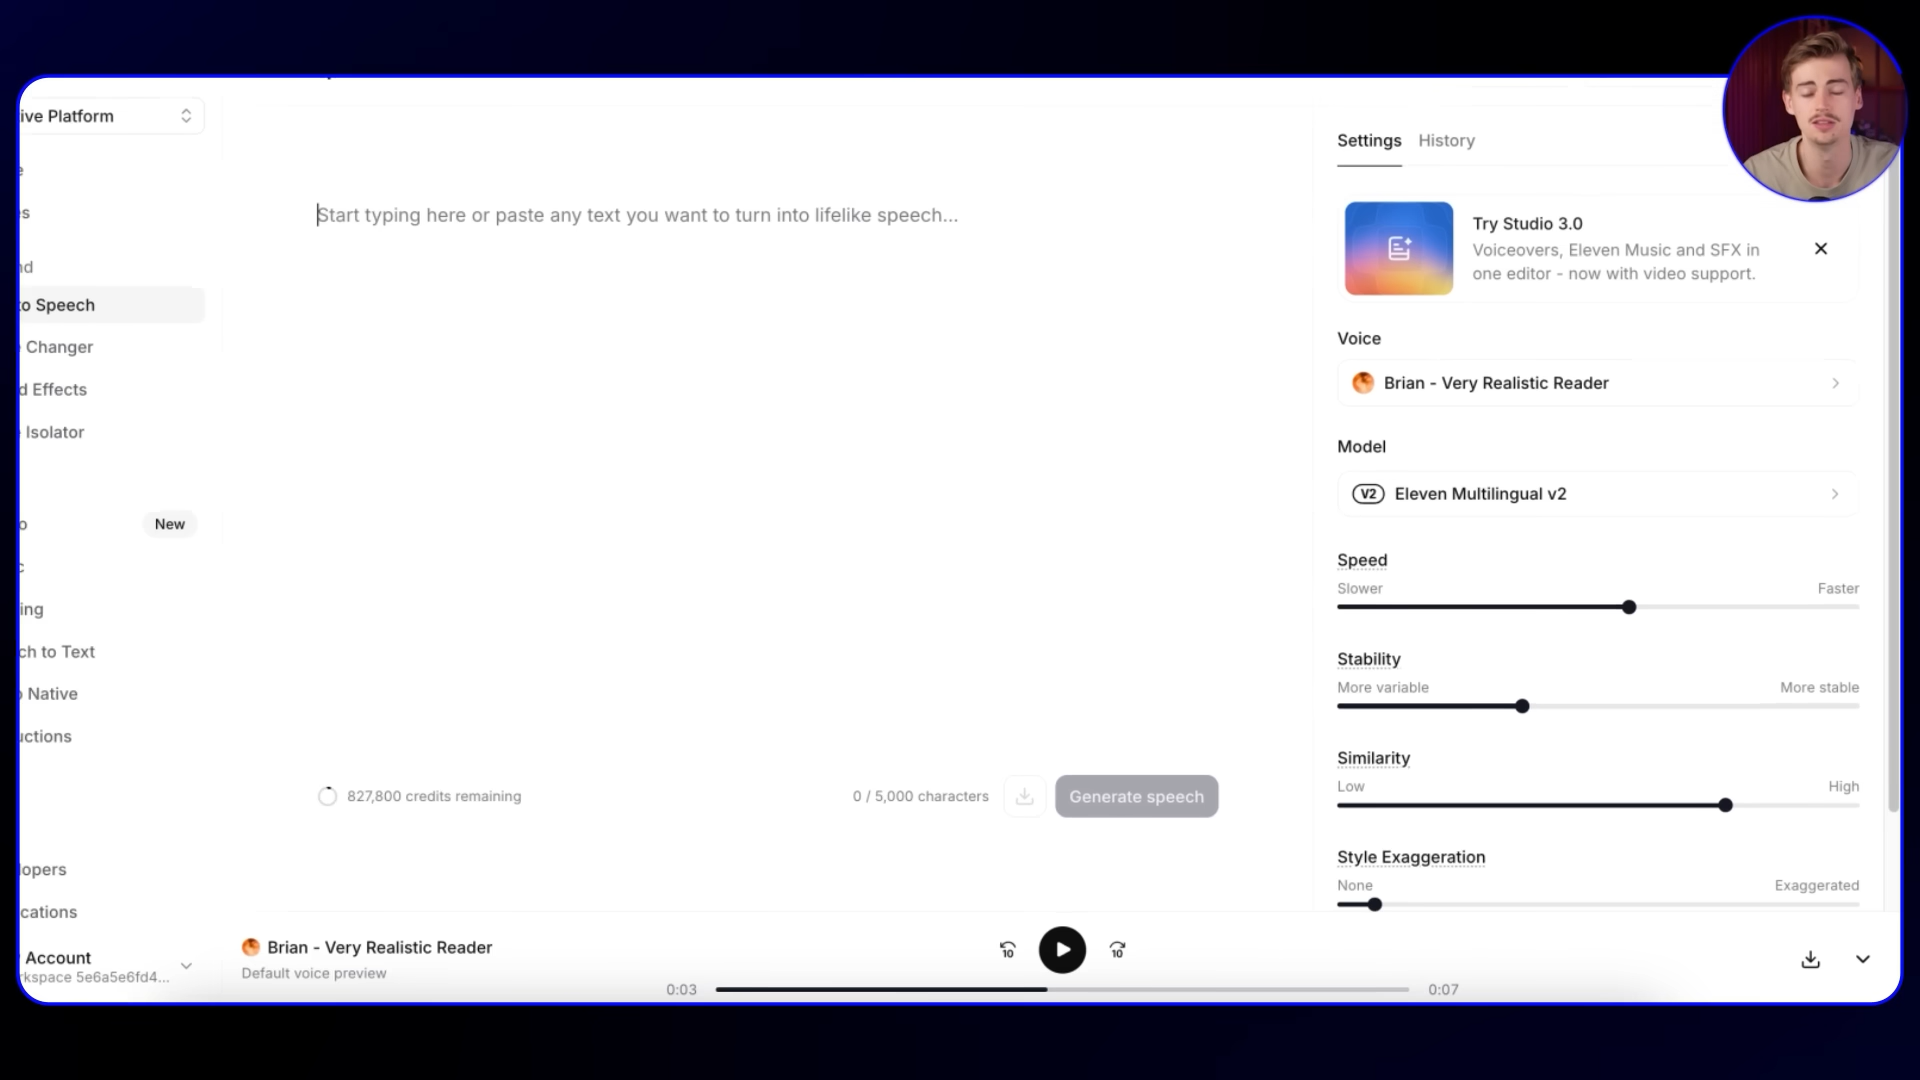 ive Platform
e
s
nd
to Speech
Changer
d Effects
Isolator
o
New
c
ing
ch to Text
o Native
uctions
lopers
cations
Account
rkspace 5e6a5e6fd4...
Start typing here or paste any text you want to turn into lifelike speech...
827,800 credits remaining
0 / 5,000 characters
Generate speech
Settings
History
Try Studio 3.0
Voiceovers, Eleven Music and SFX in
one editor - now with video support.
Voice
Brian - Very Realistic Reader
Model
V2 Eleven Multilingual v2
Speed
Slower
Faster
Stability
More variable
More stable
Similarity
Low
High
Style Exaggeration
None
Exaggerated
Brian - Very Realistic Reader
Default voice preview
10
10
0:03
0:07